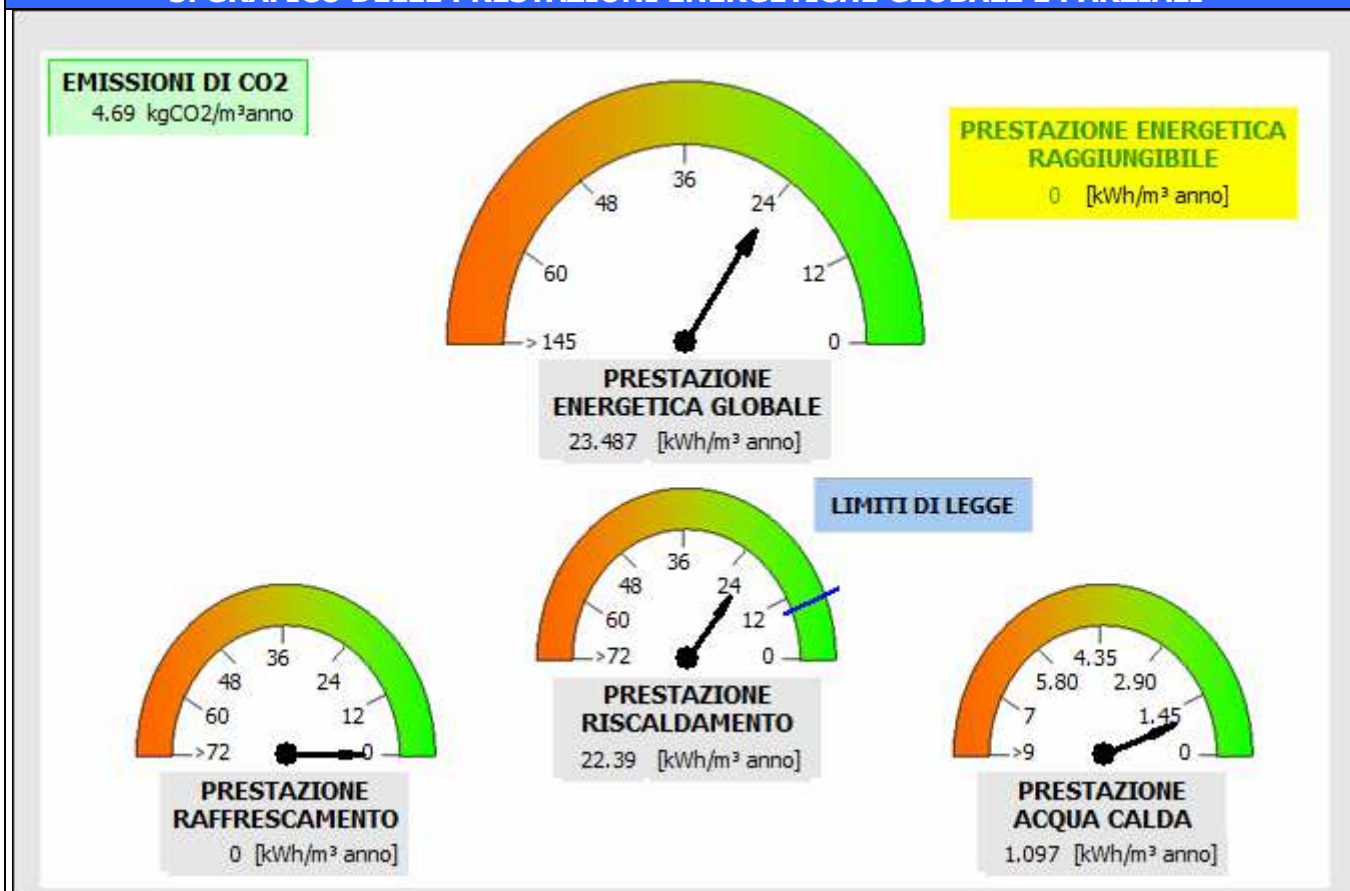 EMISSIONI DI CO2
4.69 kgCO2/m³anno
PRESTAZIONE ENERGETICA
RAGGIUNGIBILE
0 [kWh/m³ anno]
36
48
24
60
12
> 145
0
PRESTAZIONE
ENERGETICA GLOBALE
23.487 [kWh/m³ anno]
LIMITI DI LEGGE
36
48
24
60
12
>72
0
PRESTAZIONE
RISCALDAMENTO
22.39 [kWh/m³ anno]
36
48
24
60
12
>72
0
PRESTAZIONE
RAFFRESCAMENTO
0 [kWh/m³ anno]
4.35
5.80
2.90
7
1.45
>9
0
PRESTAZIONE
ACQUA CALDA
1.097 [kWh/m³ anno]